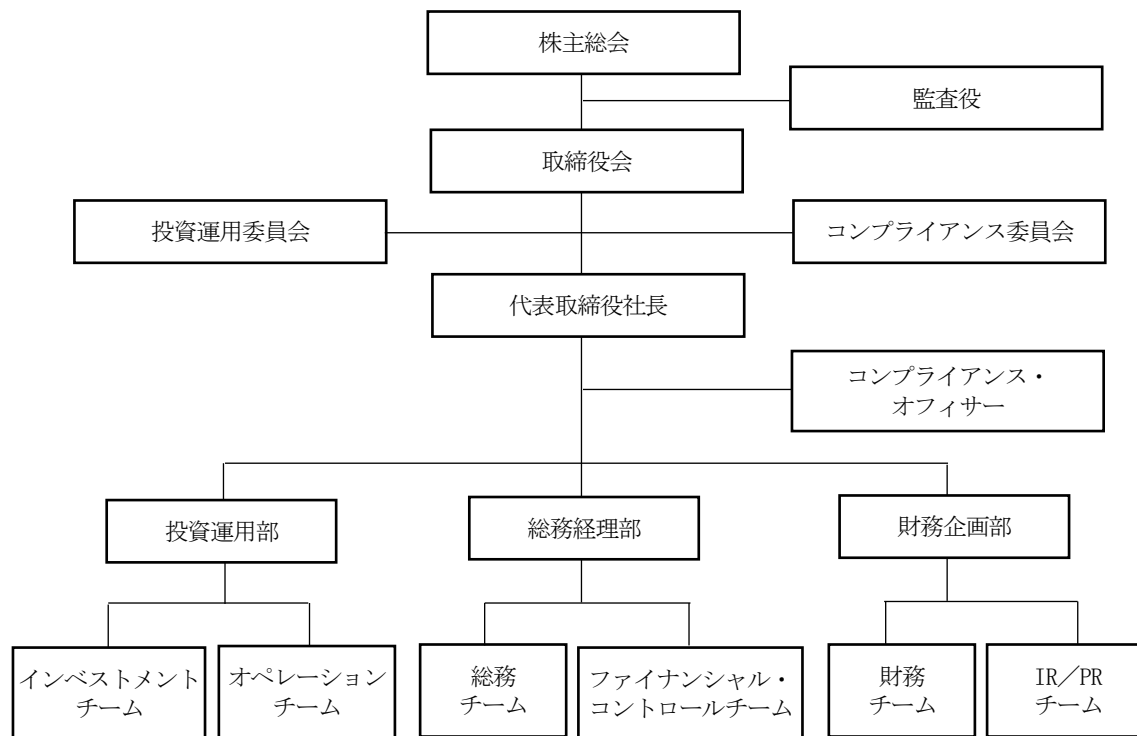 株主総会
監査役
取締役会
投資運用委員会
コンプライアンス委員会
代表取締役社長
コンプライアンス・
オフィサー
投資運用部
総務経理部
財務企画部
インベストメント
チーム
オペレーション
チーム
総務
チーム
ファイナンシャル・
コントロールチーム
財務
チーム
IR／PR
チーム